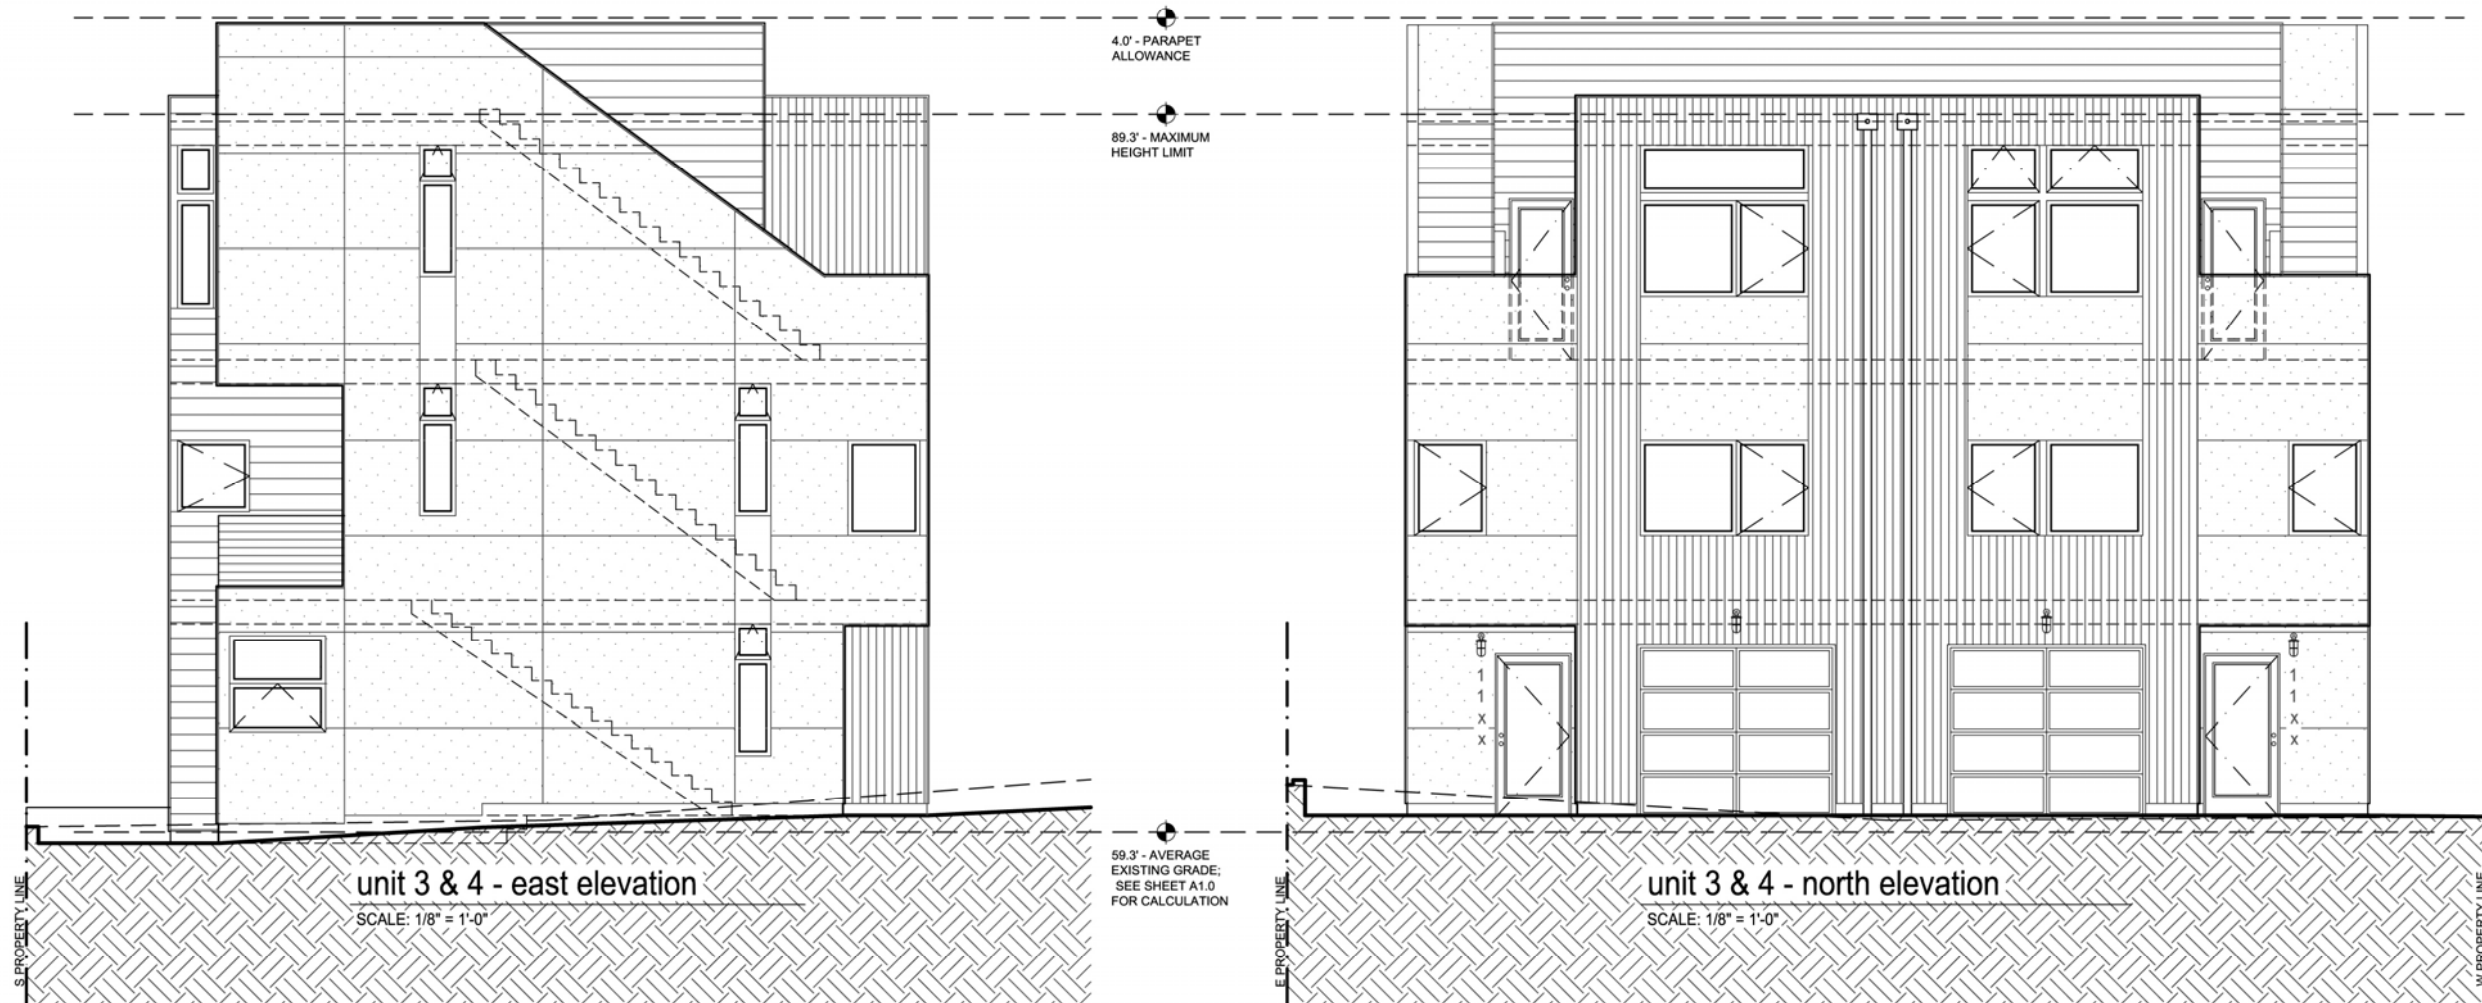 4.0' - PARAPET
ALLOWANCE
89.3' - MAXIMUM
HEIGHT LIMIT
59.3' - AVERAGE
EXISTING GRADE;
SEE SHEET A1.0
FOR CALCULATION
S PROPERTY LINE
unit 3 & 4 - east elevation
SCALE: 1/8" = 1'-0"
E PROPERTY LINE
1
1
X
X
1
1
X
X
unit 3 & 4 - north elevation
SCALE: 1/8" = 1'-0"
W PROPERTY LINE